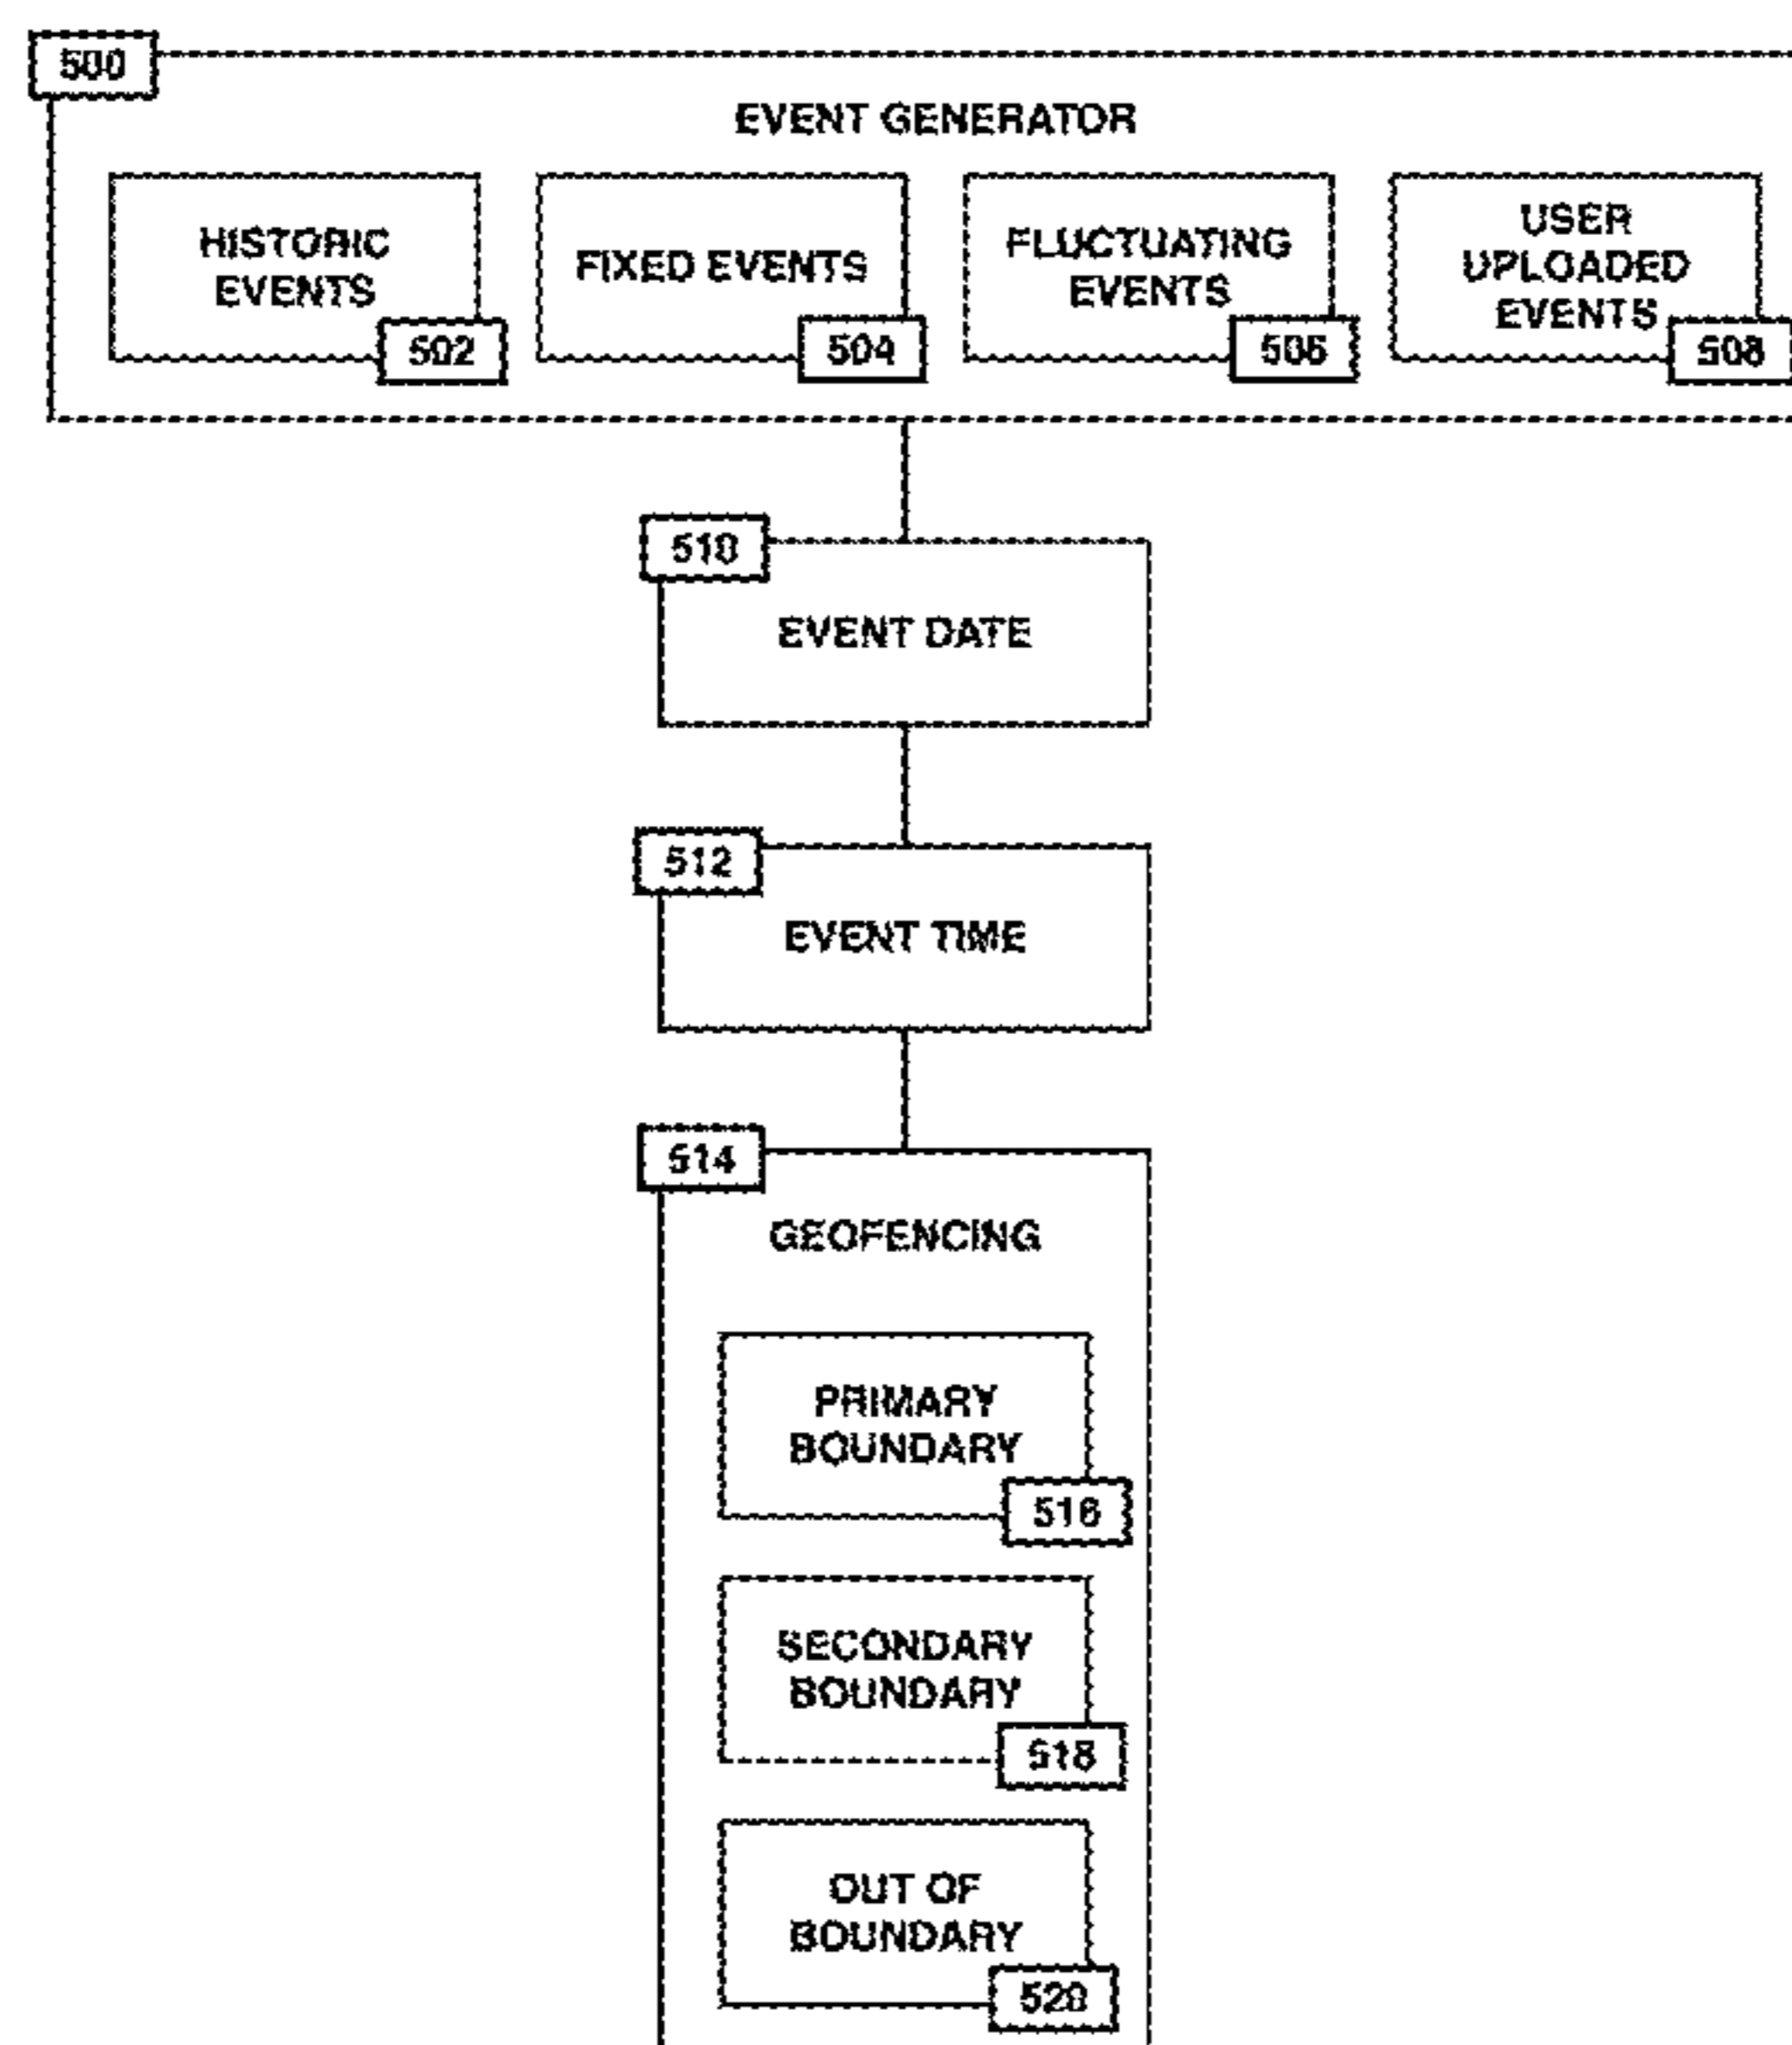 500
EVENT GENERATOR
HISTORIC
EVENTS
502
FIXED EVENTS
504
FLUCTUATING
EVENTS
506
USER
UPLOADED
EVENTS
508
510
EVENT DATE
512
EVENT TIME
514
GEOFENCING
PRIMARY
BOUNDARY
516
SECONDARY
BOUNDARY
518
OUT OF
BOUNDARY
520